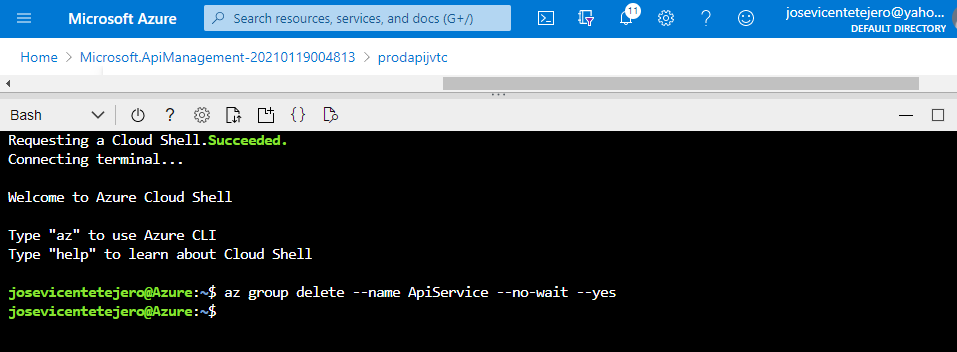 Microsoft Azure
Search resources, services, and docs (G+/)
11
josevicentetejero@yaho...
DEFAULT DIRECTORY
Home > Microsoft.ApiManagement-20210119004813 > prodapijvtc
Bash
Requesting a Cloud Shell.Succeeded.
Connecting terminal...
Welcome to Azure Cloud Shell
Type "az" to use Azure CLI
Type "help" to learn about Cloud Shell
josevicentetejero@Azure:~$ az group delete --name ApiService --no-wait --yes
josevicentetejero@Azure:~$